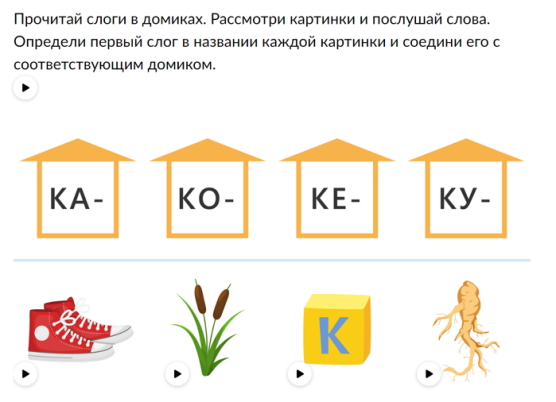 Прочитай слоги в домиках. Рассмотри картинки и послушай слова.
Определи первый слог в названии каждой картинки и соедини его с
соответствующим домиком.
КА- КО- КЕ- КУ-
К